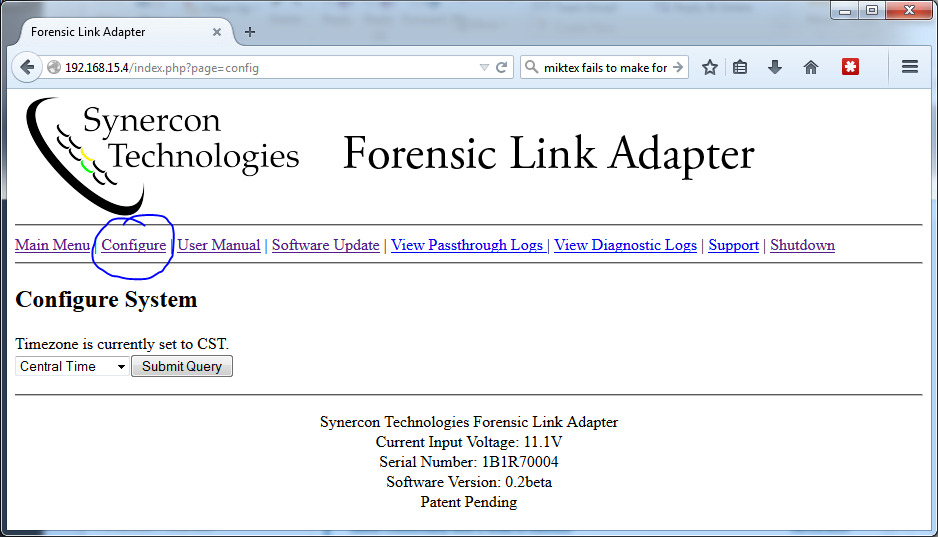 Forensic Link Adapter
192.168.15.4/index.php?page=config
miktex fails to make for
Synercon
Technologies
Forensic Link Adapter
Main Menu | Configure | User Manual | Software Update | View Passthrough Logs | View Diagnostic Logs | Support | Shutdown
Configure System
Timezone is currently set to CST.
Central Time Submit Query
Synercon Technologies Forensic Link Adapter
Current Input Voltage: 11.1V
Serial Number: 1B1R70004
Software Version: 0.2beta
Patent Pending